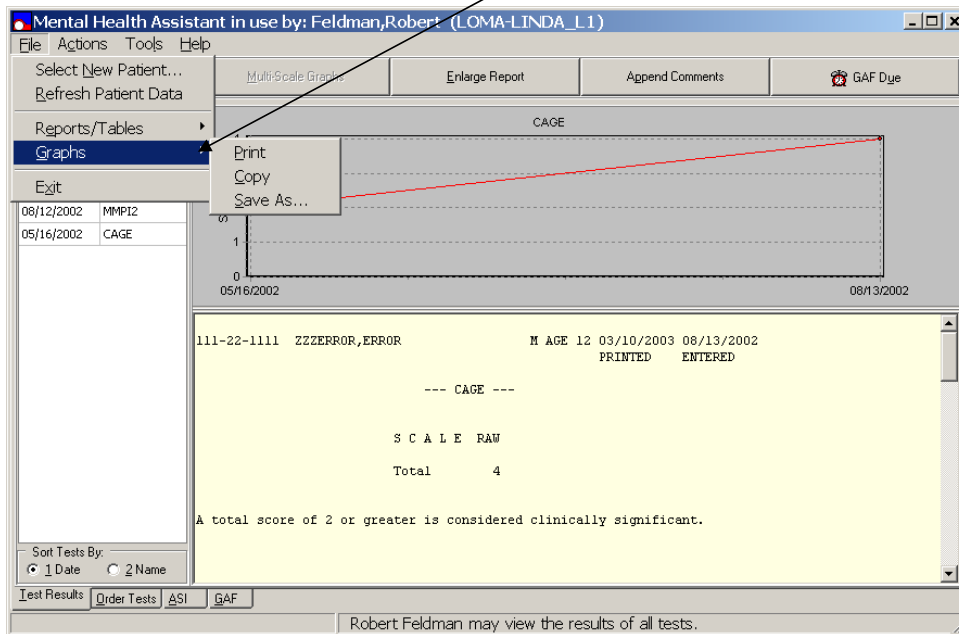 Mental Health Assistant in use by: Feldman,Robert (LOMA-LINDA_L1)
File Actions Tools Help
Select New Patient...
Refresh Patient Data
Reports/Tables
Graphs
Exit
Print
Copy
Save As...
Multi-Scale Graphs
Enlarge Report
Append Comments
GAF Due
CAGE
1
0
05/16/2002
08/13/2002
08/12/2002 MMPI2
05/16/2002 CAGE
111-22-1111 ZZZERROR,ERROR M AGE 12 03/10/2003 08/13/2002
PRINTED ENTERED
--- CAGE ---
S C A L E RAW
Total 4
A total score of 2 or greater is considered clinically significant.
Sort Tests By:
1 Date 2 Name
Test Results Order Tests ASI GAF
Robert Feldman may view the results of all tests.